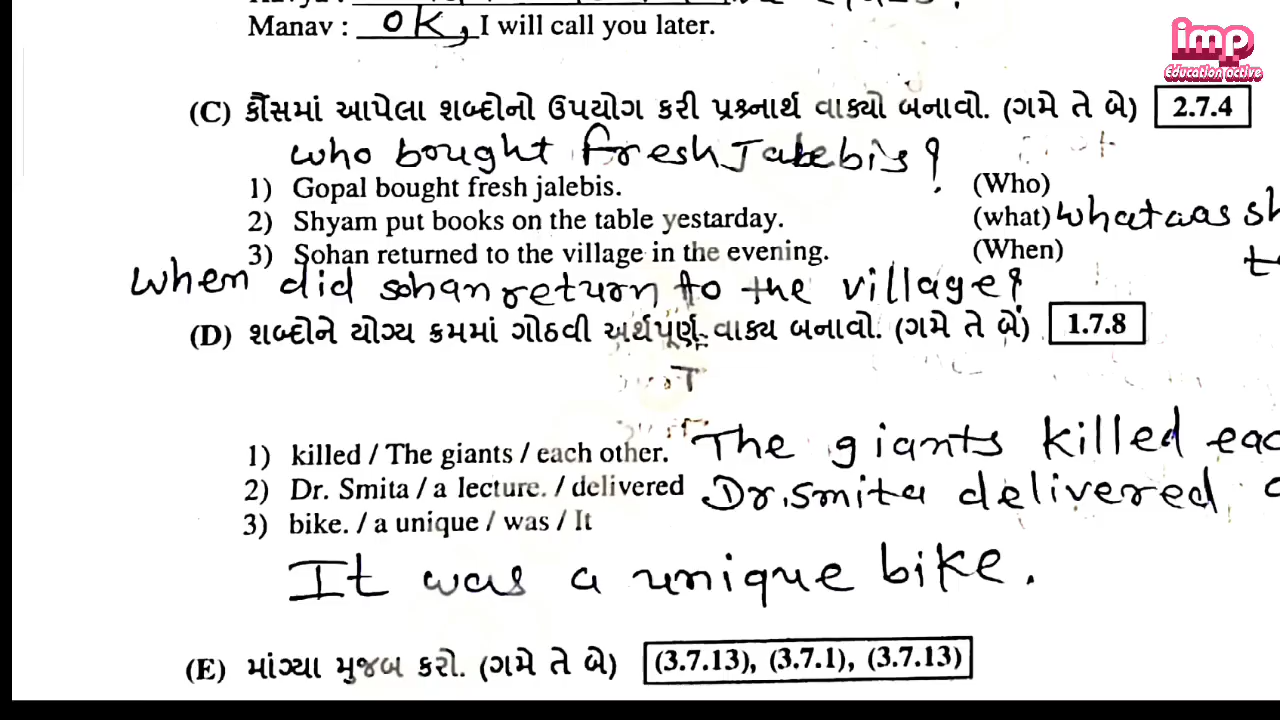 imp
Education active
Manav : OK, I will call you later.
(C) કૌંસમાં આપેલા શબ્દોનો ઉપયોગ કરી પ્રશ્નાર્થ વાક્યો બનાવો. (ગમે તે બે) 2.7.4
who bought fresh Jalebis?
1) Gopal bought fresh jalebis. (Who)
2) Shyam put books on the table yestarday. (what) what was
3) Sohan returned to the village in the evening. (When)
When did sohan return to the village?
(D) શબ્દોને યોગ્ય ક્રમમાં ગોઠવી અર્થપૂર્ણ વાક્ય બનાવો. (ગમે તે બે) 1.7.8
1) killed / The giants / each other. The giants killed
2) Dr. Smita / a lecture. / delivered Dr. Smita delivered
3) bike. / a unique / was / It
It was a unique bike.
(E) માંગ્યા મુજબ કરો. (ગમે તે બે) (3.7.13), (3.7.1), (3.7.13)